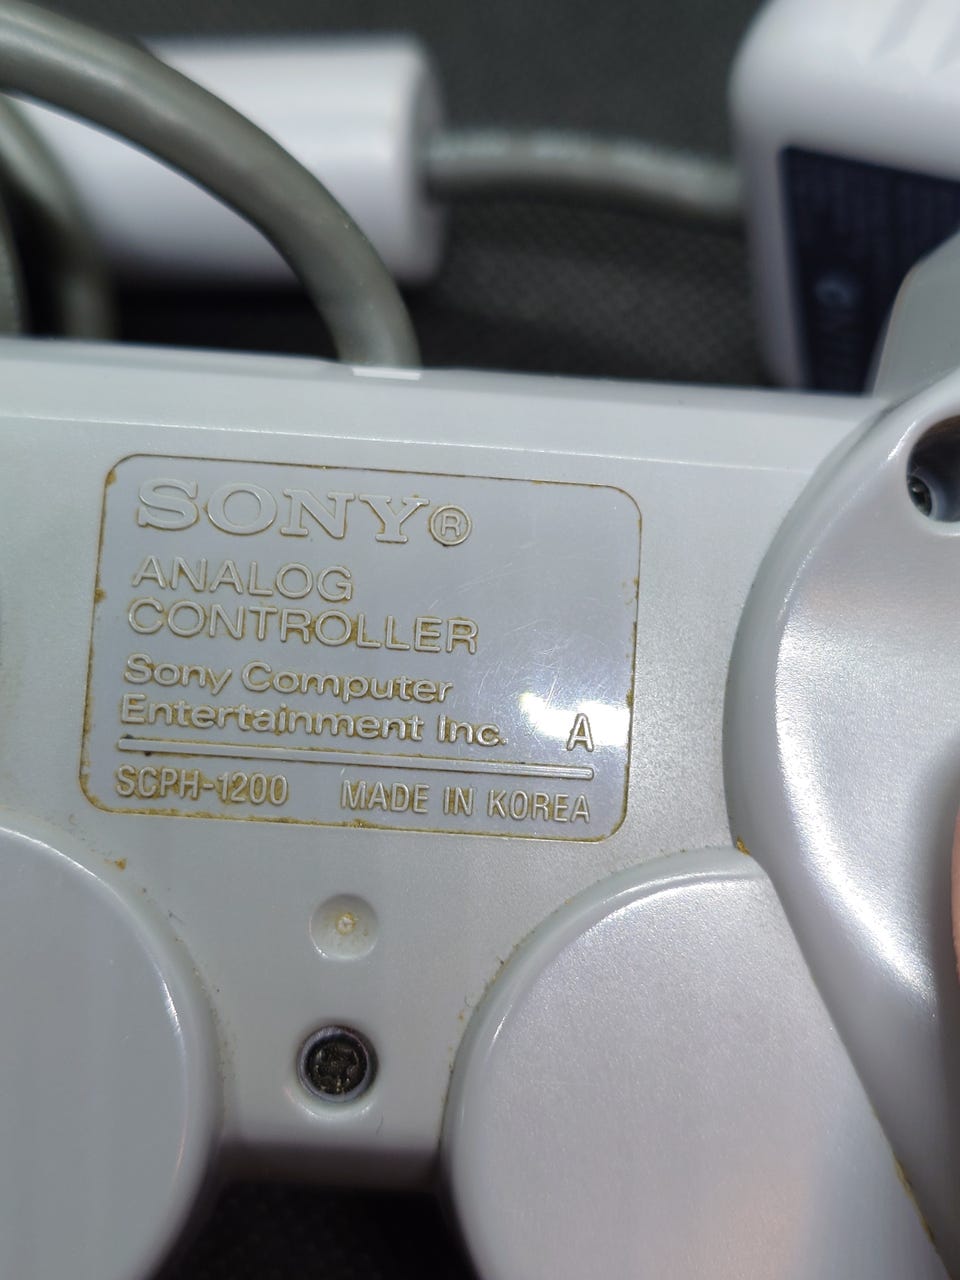 SONY®
ANALOG
CONTROLLER
Sony Computer
Entertainment Inc. A
SCPH-1200 MADE IN KOREA